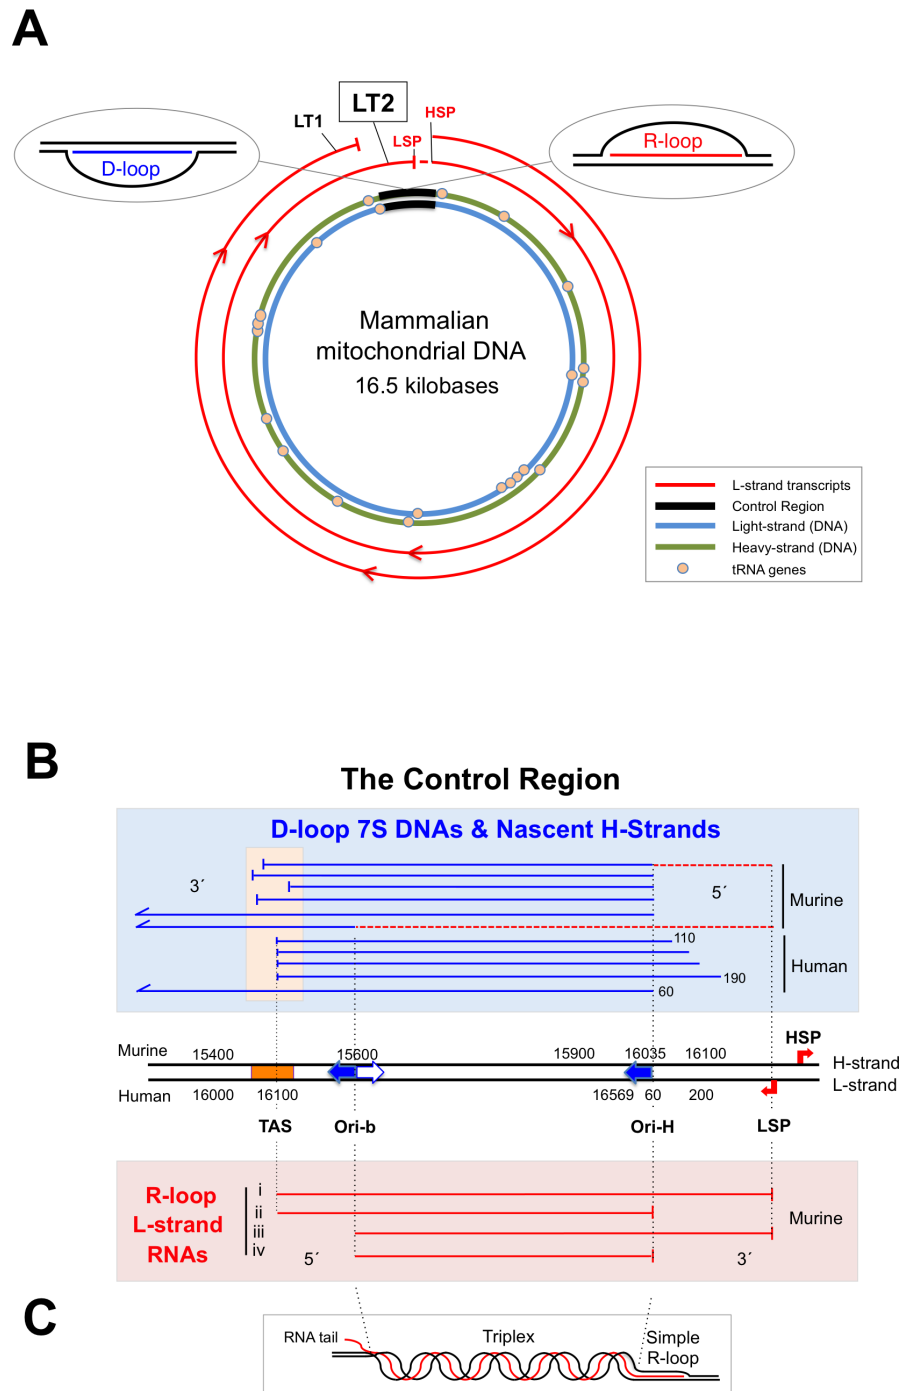 A
LT2
HSP
LT1
LSP
D-loop
R-loop
Mammalian
mitochondrial DNA
16.5 kilobases
L-strand transcripts
Control Region
Light-strand (DNA)
Heavy-strand (DNA)
tRNA genes
B
The Control Region
D-loop 7S DNAs & Nascent H-Strands
3´
5´
Murine
110
Human
190
60
HSP
Murine
15400
15600
15900
16035
16100
H-strand
L-strand
Human
16000
16100
16569
60
200
TAS
Ori-b
Ori-H
LSP
R-loop
L-strand
RNAs
i
ii
iii
iv
5´
3´
Murine
C
RNA tail
Triplex
Simple
R-loop